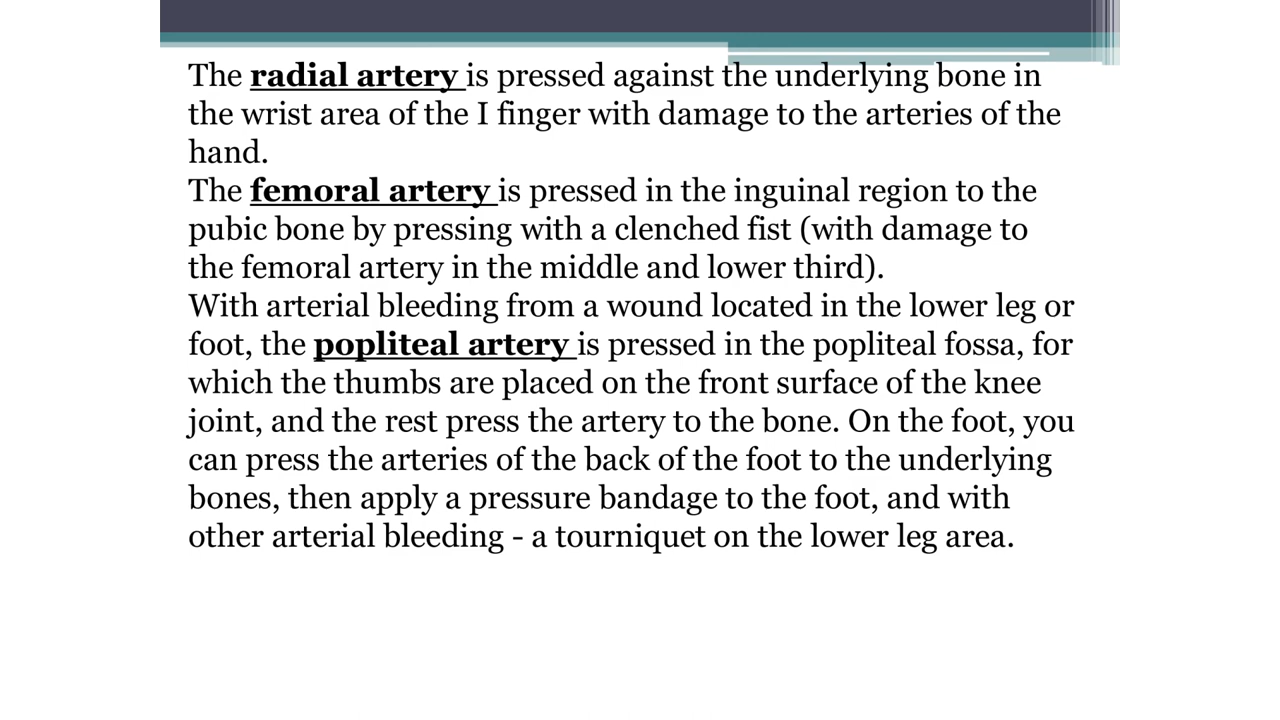 The radial artery is pressed against the underlying bone in
the wrist area of the I finger with damage to the arteries of the
hand.
The femoral artery is pressed in the inguinal region to the
pubic bone by pressing with a clenched fist (with damage to
the femoral artery in the middle and lower third).
With arterial bleeding from a wound located in the lower leg or
foot, the popliteal artery is pressed in the popliteal fossa, for
which the thumbs are placed on the front surface of the knee
joint, and the rest press the artery to the bone. On the foot, you
can press the arteries of the back of the foot to the underlying
bones, then apply a pressure bandage to the foot, and with
other arterial bleeding - a tourniquet on the lower leg area.